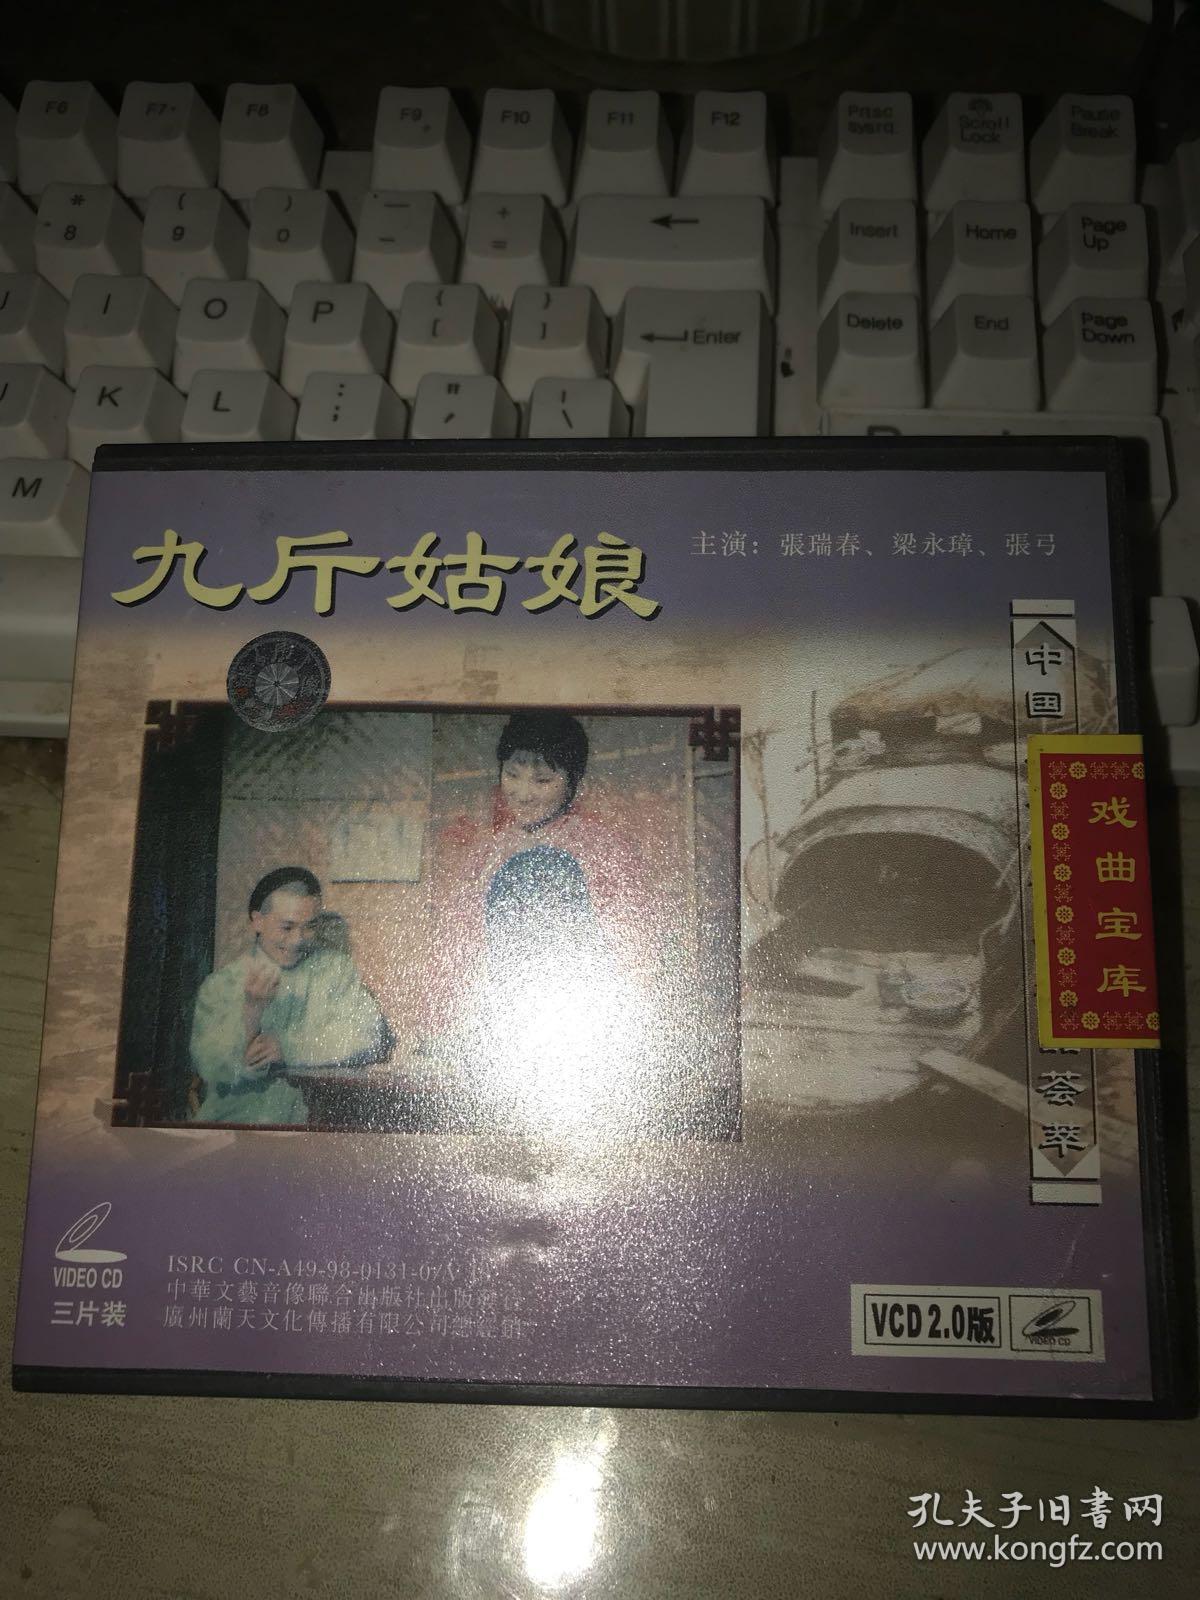 F6 F7 F8 F9 F10 F11 F12 Prtsc sysrq Scroll Lock Pause Break
* 8 ( 9 ) 0 — – + = Insert Home Page Up
I O P { [ } ] Enter Delete End Page Down
K L : ; " ' | \
M
九斤姑娘
主演：張瑞春、梁永璋、張弓
中国
荟萃
戏曲宝库
VIDEO CD
三片装
ISRC CN-A49-98-0131-0/V
中華文藝音像聯合出版社出版
廣州蘭天文化傳播有限公司總經銷
VCD 2.0版
VIDEO CD
孔夫子旧书网
www.kongfz.com